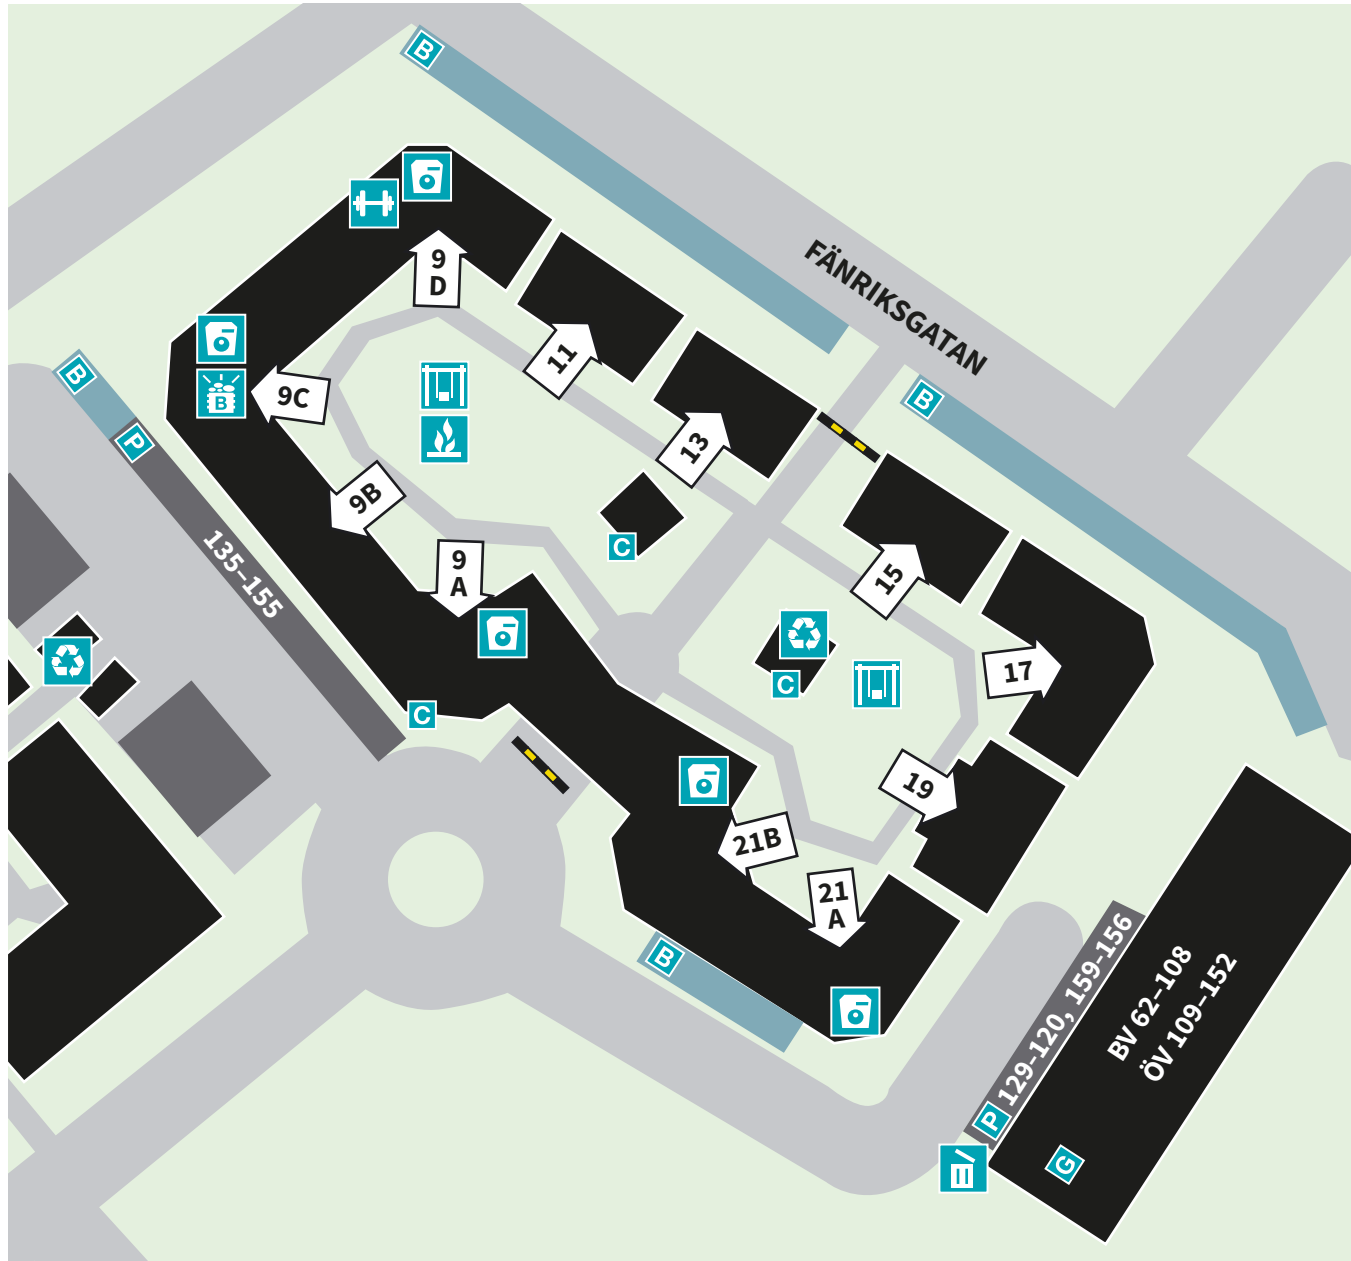 B
FÄNRIKSGATAN
9
D
11
B
B
9C
B
P
13
9B
C
135–155
9
A
15
C
17
C
19
21B
21
A
B
129–120, 159–156
BV 62–108
ÖV 109–152
P
G